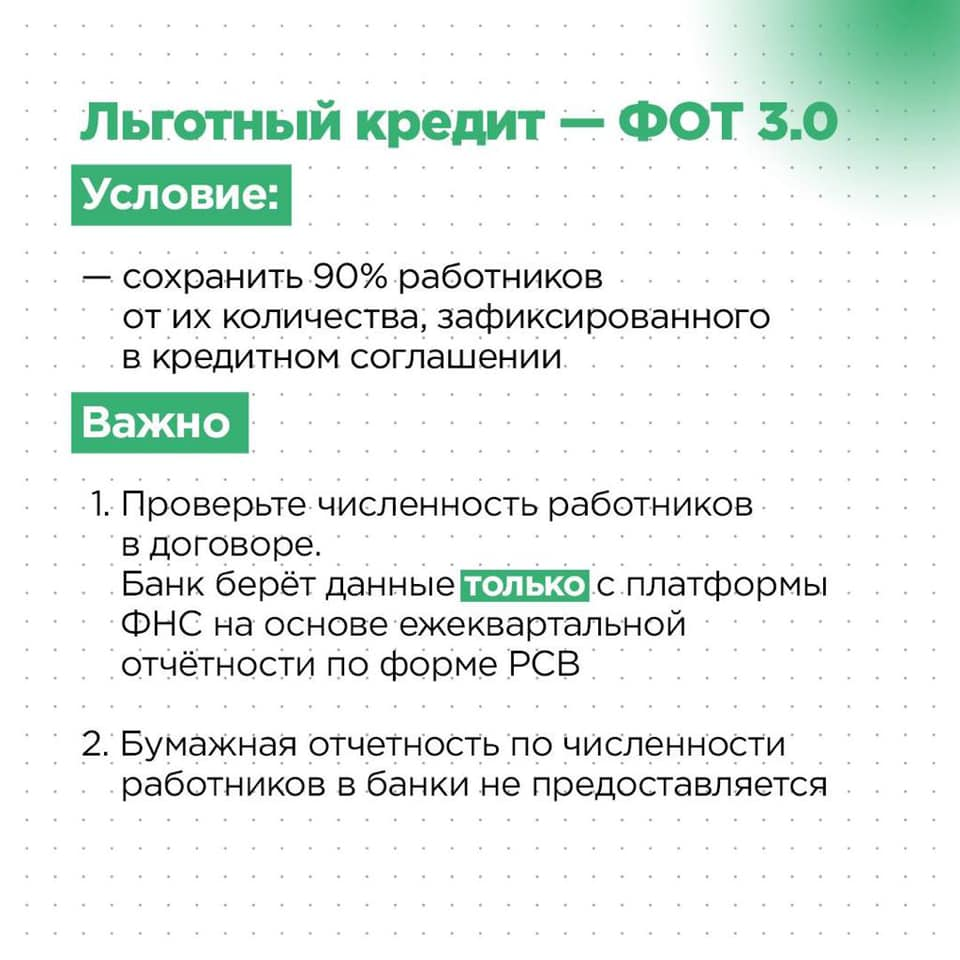 Льготный кредит — ФОТ 3.0
Условие:
— сохранить 90% работников
от их количества, зафиксированного
в кредитном соглашении
Важно
1. Проверьте численность работников
в договоре.
Банк берёт данные только с платформы
ФНС на основе ежеквартальной
отчётности по форме РСВ
2. Бумажная отчетность по численности
работников в банки не предоставляется